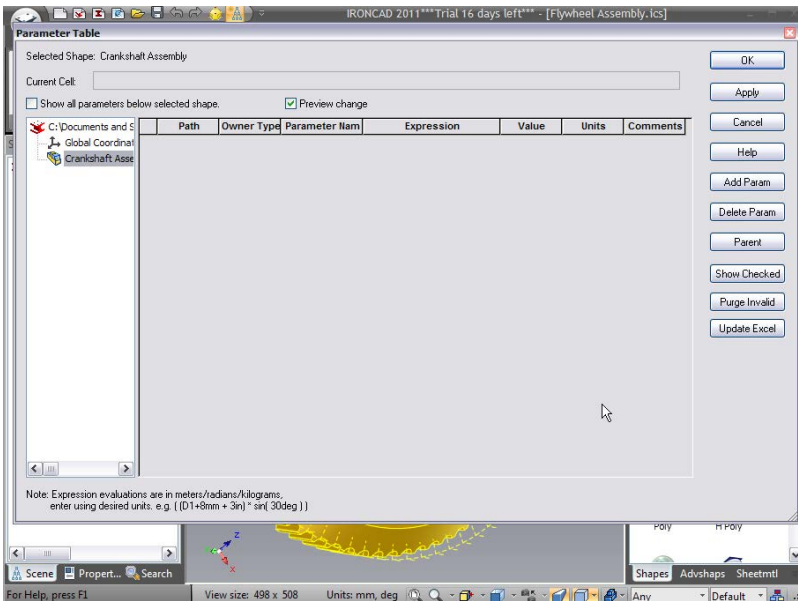 IRONCAD 2011***Trial 16 days left*** - [Flywheel Assembly.ics]
Parameter Table
Selected Shape: Crankshaft Assembly
Current Cell:
Show all parameters below selected shape.
Preview change
C:\Documents and S
Global Coordinat
Crankshaft Asse
Path Owner Type Parameter Nam Expression Value Units Comments
OK
Apply
Cancel
Help
Add Param
Delete Param
Parent
Show Checked
Purge Invalid
Update Excel
Note: Expression evaluations are in meters/radians/kilograms,
enter using desired units. e.g. ( (D1+8mm + 3in) * sin( 30deg ) )
Z
X
Poly H Poly
Scene Propert... Search
Shapes Advshaps Sheetmtl
For Help, press F1 View size: 498 x 508 Units: mm, deg Any Default